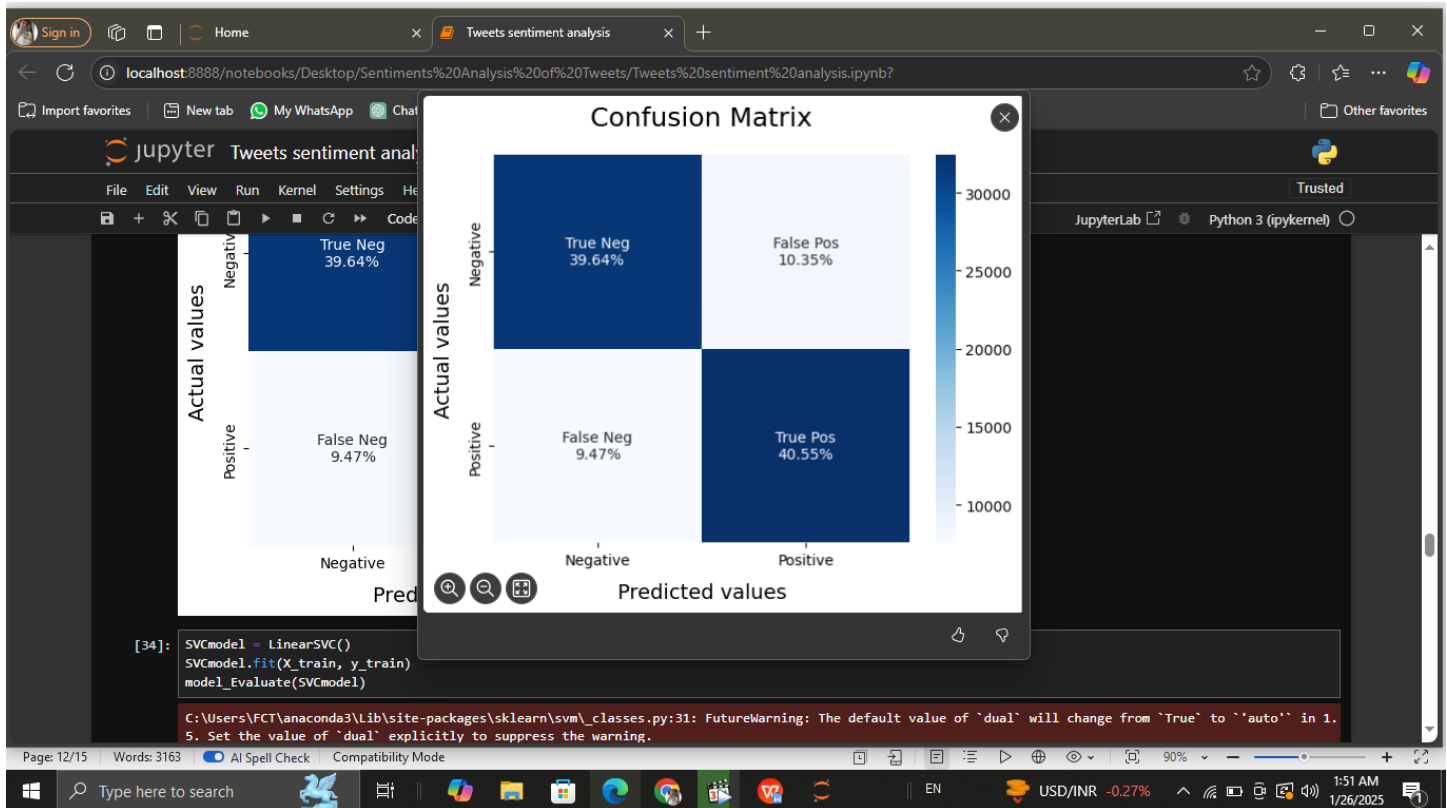 Sign in
Home
Tweets sentiment analysis
localhost:8888/notebooks/Desktop/Sentiments%20Analysis%20of%20Tweets/Tweets%20sentiment%20analysis.ipynb?
Import favorites
New tab
My WhatsApp
Chat
Other favorites
jupyter Tweets sentiment anal
Trusted
File Edit View Run Kernel Settings He
Code
JupyterLab
Python 3 (ipykernel)
True Neg
39.64%
False Neg
9.47%
Negativ
Positive
Actual values
Negative
Pred
Confusion Matrix
True Neg
39.64%
False Pos
10.35%
False Neg
9.47%
True Pos
40.55%
Negative
Positive
Actual values
Negative
Positive
Predicted values
30000
25000
20000
15000
10000
[34]:
SVCmodel = LinearSVC()
SVCmodel.fit(X_train, y_train)
model_Evaluate(SVCmodel)
C:\Users\FCT\anaconda3\Lib\site-packages\sklearn\svm\_classes.py:31: FutureWarning: The default value of `dual` will change from `True` to `'auto'` in 1.
5. Set the value of `dual` explicitly to suppress the warning.
Page: 12/15
Words: 3163
AI Spell Check
Compatibility Mode
90%
Type here to search
EN
USD/INR -0.27%
1:51 AM
1/26/2025